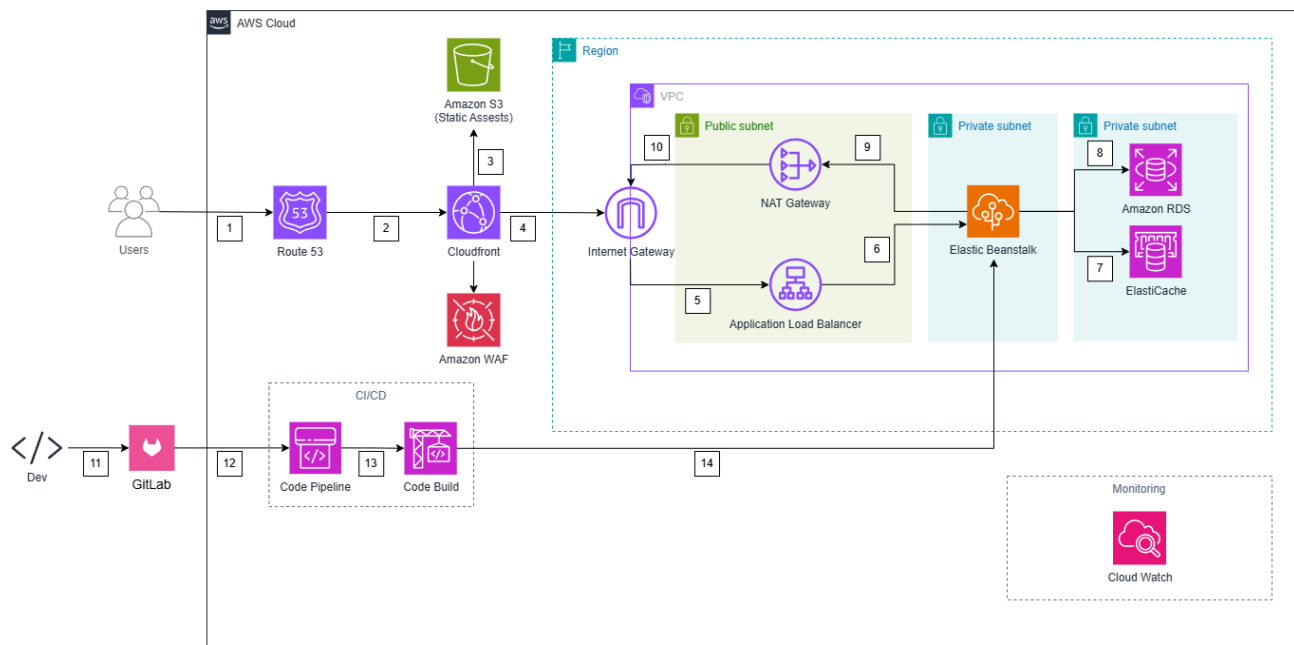 aws
AWS Cloud
Region
Amazon S3
(Static Assests)
VPC
Public subnet
Private subnet
Private subnet
10
9
8
NAT Gateway
Amazon RDS
3
Users
1
53
Route 53
2
Cloudfront
4
Internet Gateway
6
Elastic Beanstalk
7
ElastiCache
5
Application Load Balancer
Amazon WAF
CI/CD
</>
Dev
11
GitLab
12
</>
Code Pipeline
13
</>
Code Build
14
Monitoring
Cloud Watch